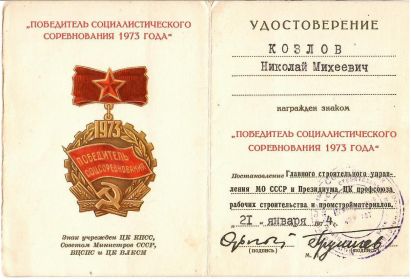 „ПОБЕДИТЕЛЬ СОЦИАЛИСТИЧЕСКОГО
СОРЕВНОВАНИЯ 1973 ГОДА“
1973
ПОБЕДИТЕЛЬ
СОЦСОРЕВНОВАНИЯ
Знак учрежден ЦК КПСС,
Советом Министров СССР,
ВЦСПС и ЦК ВЛКСМ
УДОСТОВЕРЕНИЕ
КОЗЛОВ
Николай Михеевич
награжден знаком
„ПОБЕДИТЕЛЬ СОЦИАЛИСТИЧЕСКОГО
СОРЕВНОВАНИЯ 1973 ГОДА“
Постановление Главного строительного управ-
ления МО СССР и Президиума ЦК профсоюза
рабочих строительства и промстройматериалов.
„21“ января 1974 г.
(подпись) (подпись)
М.